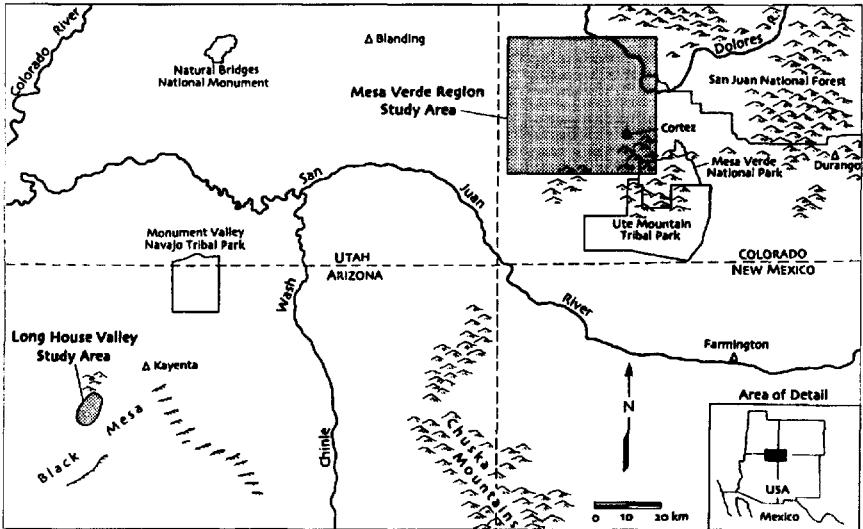 Colorado River
Natural Bridges
National Monument
Blanding
Mesa Verde Region
Study Area
Dolores R.
San Juan National Forest
Cortez
Mesa Verde
National Park
Durango
San Juan River
Ute Mountain
Tribal Park
Monument Valley
Navajo Tribal Park
UTAH
ARIZONA
COLORADO
NEW MEXICO
Chinle Wash
Long House Valley
Study Area
Kayenta
Black Mesa
Chuska
Mountains
Farmington
N
0 10 20 km
Area of Detail
USA
Mexico